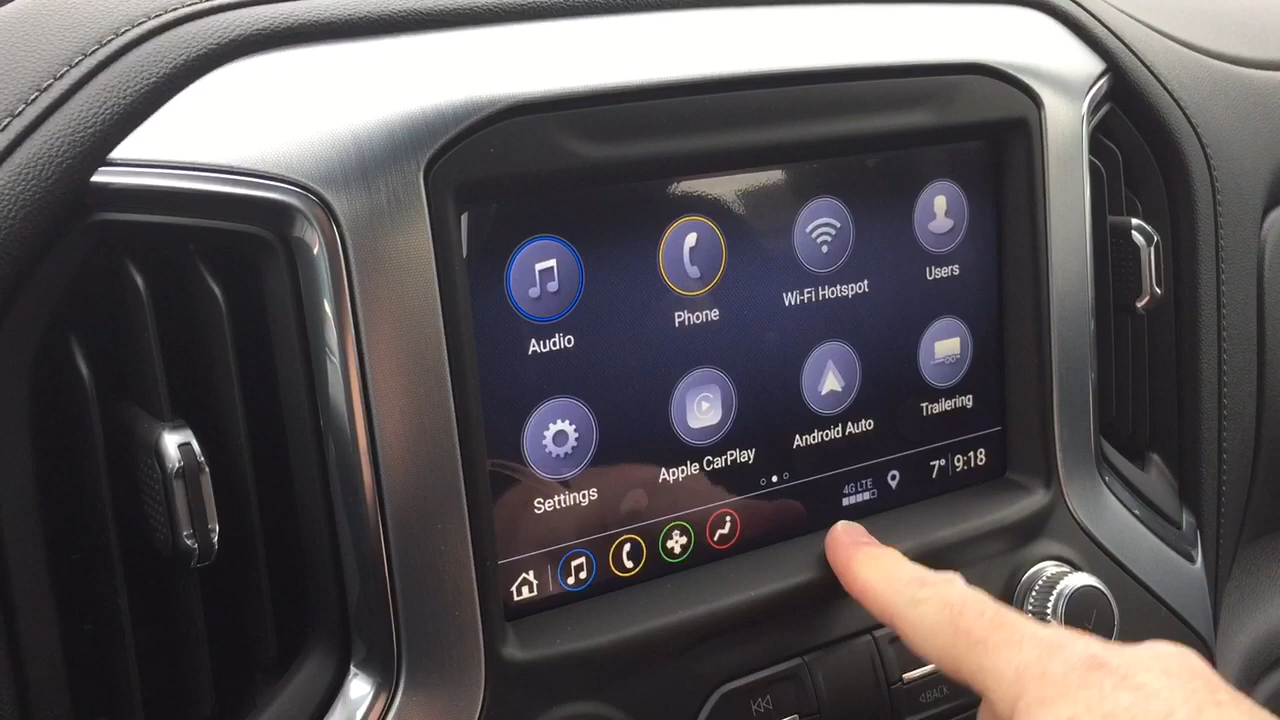 Audio
Phone
Wi-Fi Hotspot
Users
Settings
Apple CarPlay
Android Auto
Trailering
4G LTE
7°
9:18
BACK